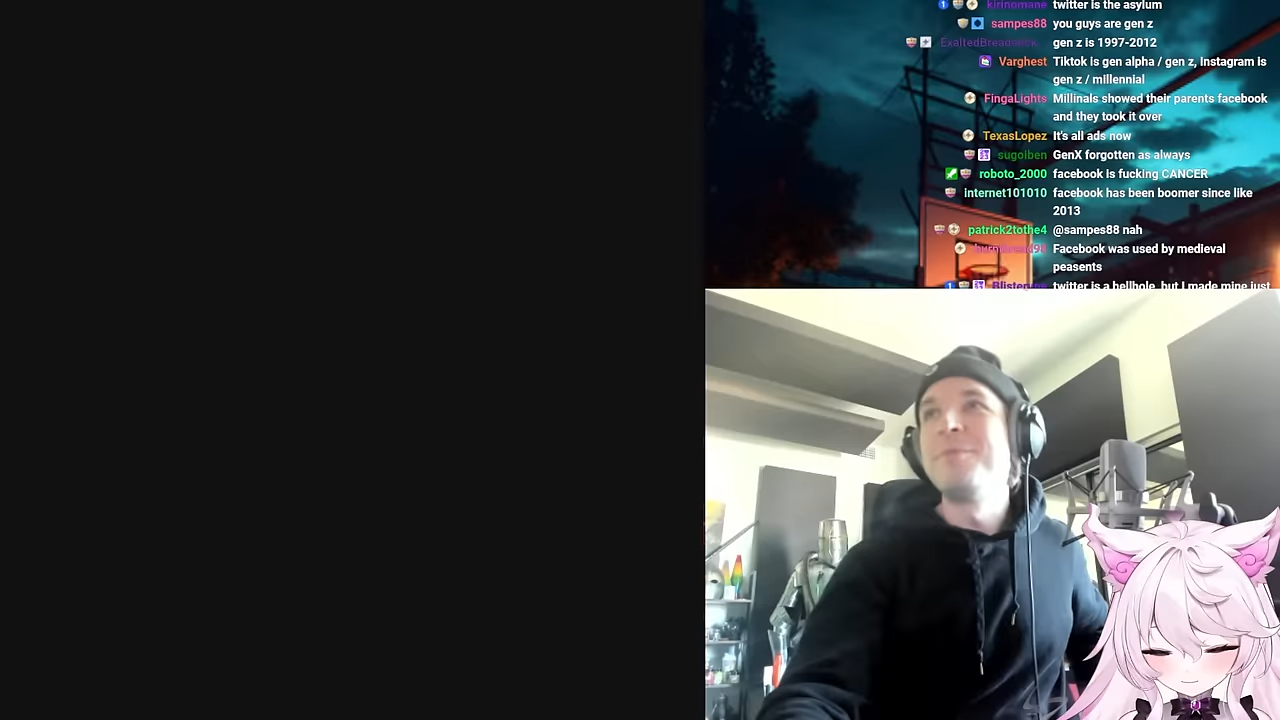 kirinomane twitter is the asylum
sampes88 you guys are gen z
ExaltedBreadstick gen z is 1997-2012
Varghest Tiktok is gen alpha / gen z, Instagram is
gen z / millennial
FingaLights Millinals showed their parents facebook
and they took it over
TexasLopez It's all ads now
sugoiben GenX forgotten as always
roboto_2000 facebook is fucking CANCER
internet101010 facebook has been boomer since like
2013
patrick2tothe4 @sampes88 nah
Facebook was used by medieval
peasents
twitter is a hellhole, but I made mine just